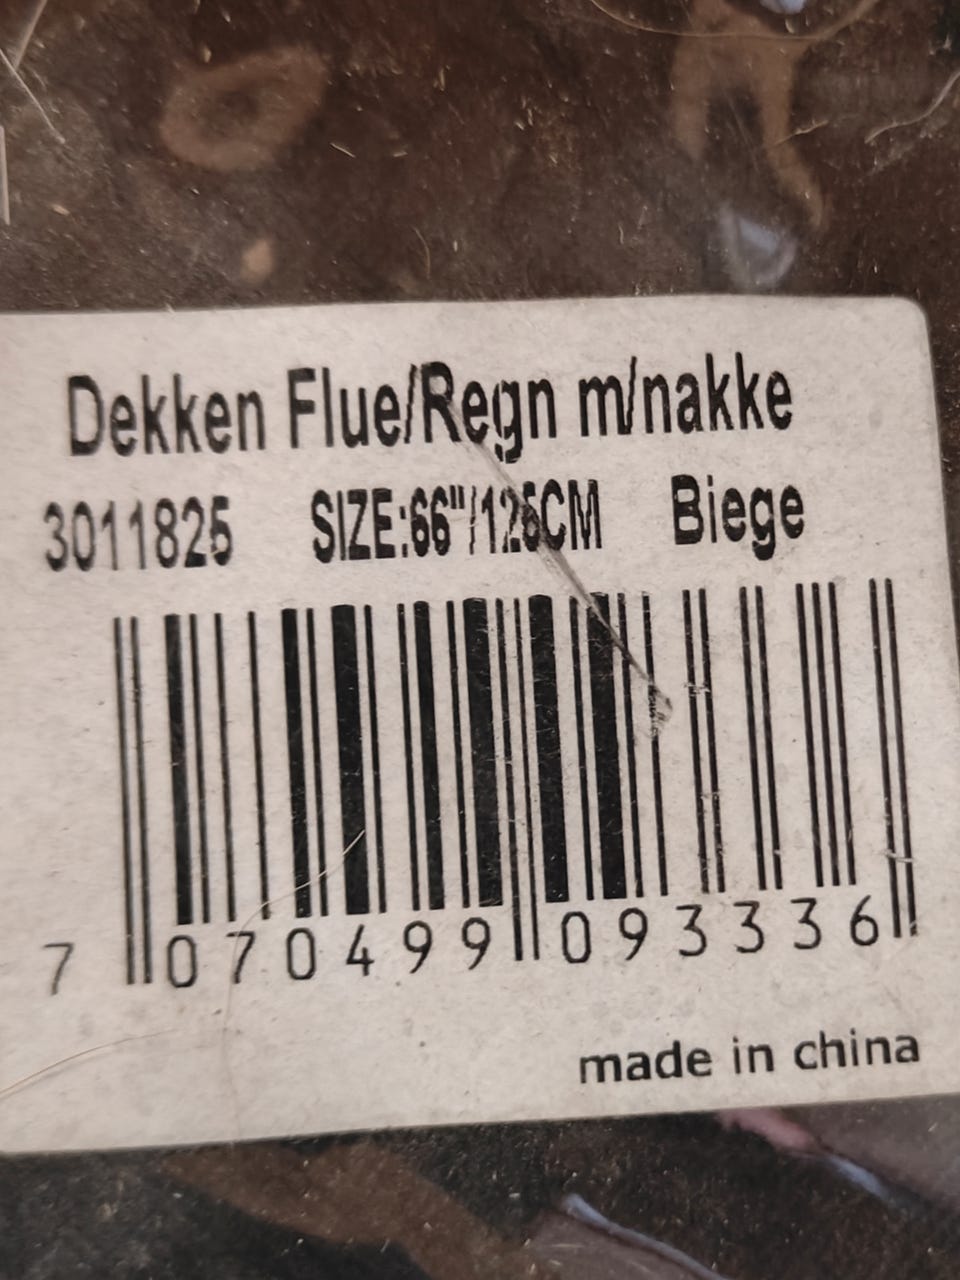 Dekken Flue/Regn m/nakke
3011825 SIZE:66"/125CM Biege
7 070499 093336
made in china